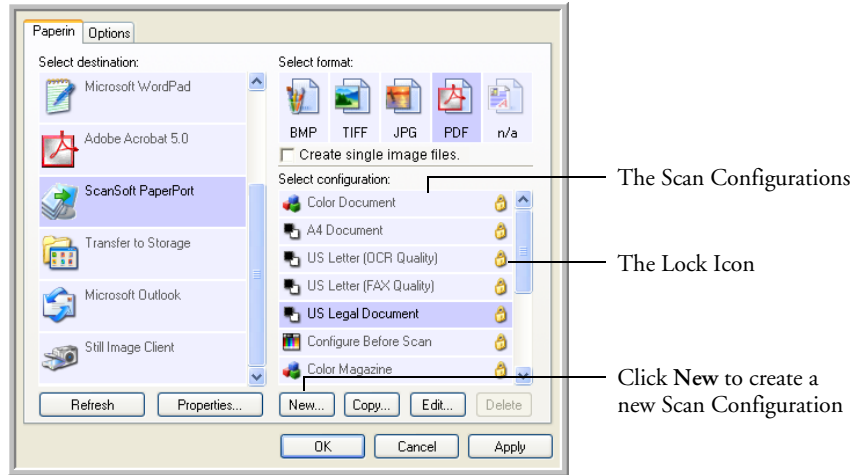 Paperin Options
Select destination:
Microsoft WordPad
Adobe Acrobat 5.0
ScanSoft PaperPort
Transfer to Storage
Microsoft Outlook
Still Image Client
Refresh Properties...
Select format:
BMP TIFF JPG PDF n/a
Create single image files.
Select configuration:
Color Document
A4 Document
US Letter (OCR Quality)
US Letter (FAX Quality)
US Legal Document
Configure Before Scan
Color Magazine
New... Copy... Edit... Delete
OK Cancel Apply
The Scan Configurations
The Lock Icon
Click New to create a
new Scan Configuration